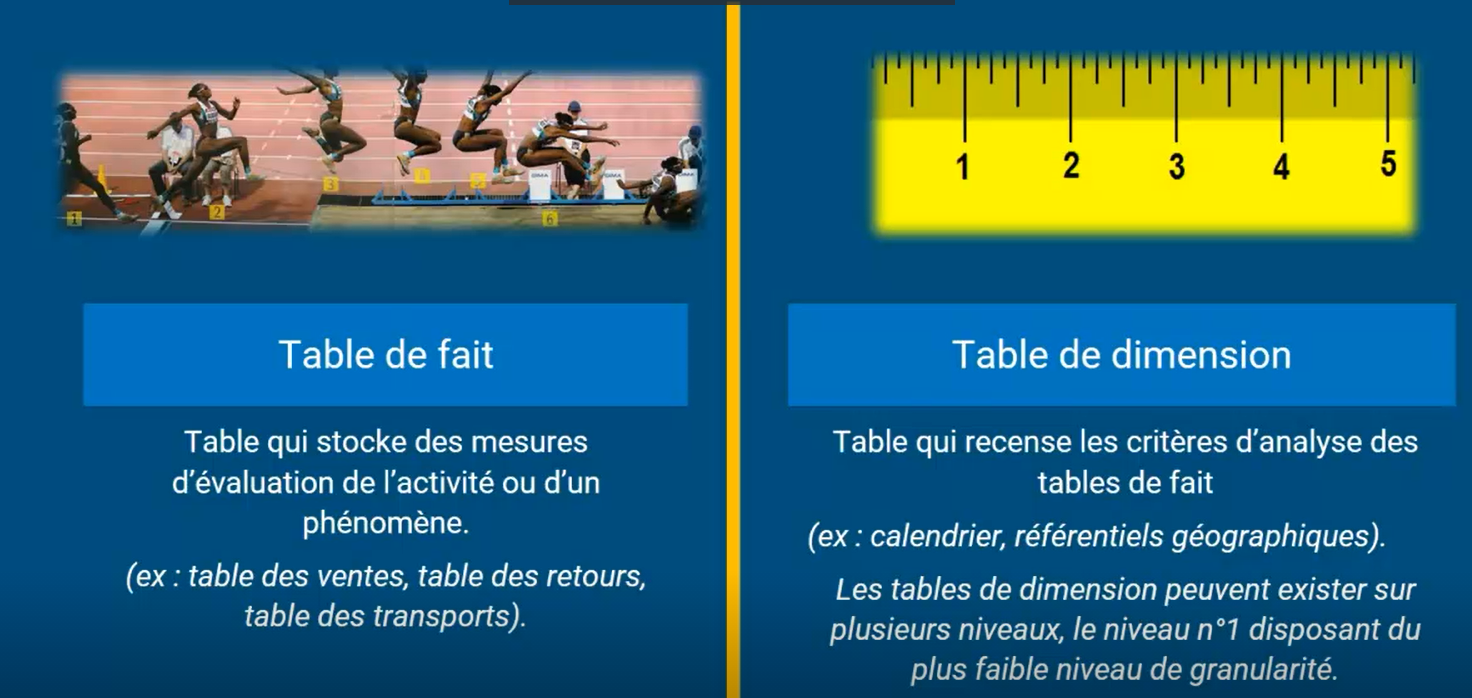 1
2
3
4
5
6
GIMA
GIMA
GIMA
1 2 3 4 5
Table de fait
Table qui stocke des mesures
d’évaluation de l’activité ou d’un
phénomène.
(ex : table des ventes, table des retours,
table des transports).
Table de dimension
Table qui recense les critères d’analyse des
tables de fait
(ex : calendrier, référentiels géographiques).
Les tables de dimension peuvent exister sur
plusieurs niveaux, le niveau n°1 disposant du
plus faible niveau de granularité.